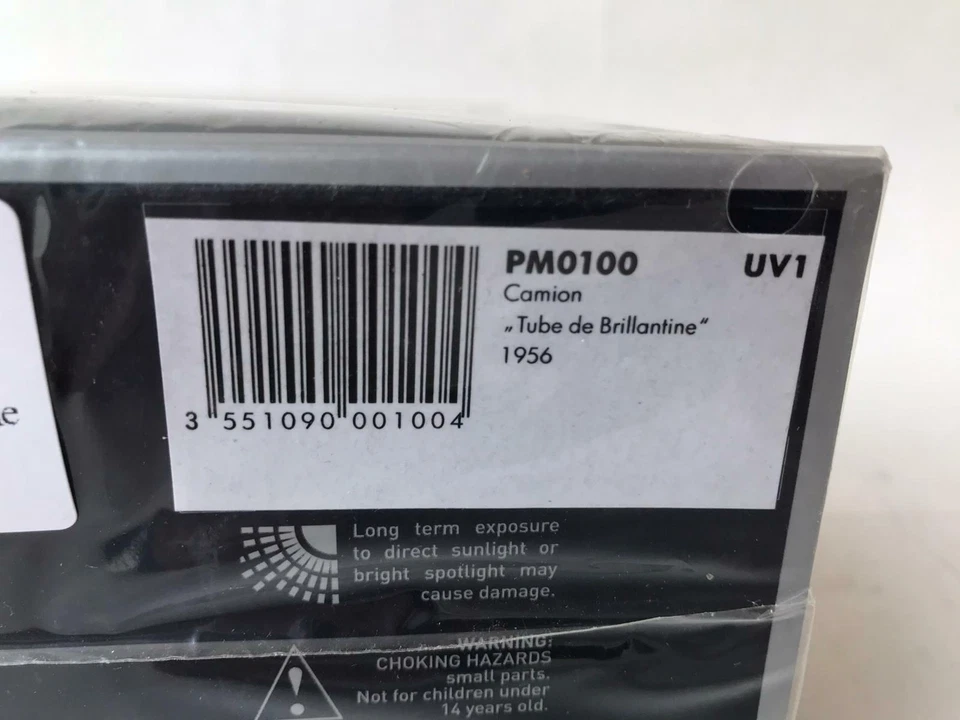 PM0100 UV1
Camion
„Tube de Brillantine“
1956
3 551090 001004
Long term exposure
to direct sunlight or
bright spotlight may
cause damage.
WARNING:
CHOKING HAZARDS
small parts.
Not for children under
14 years old.